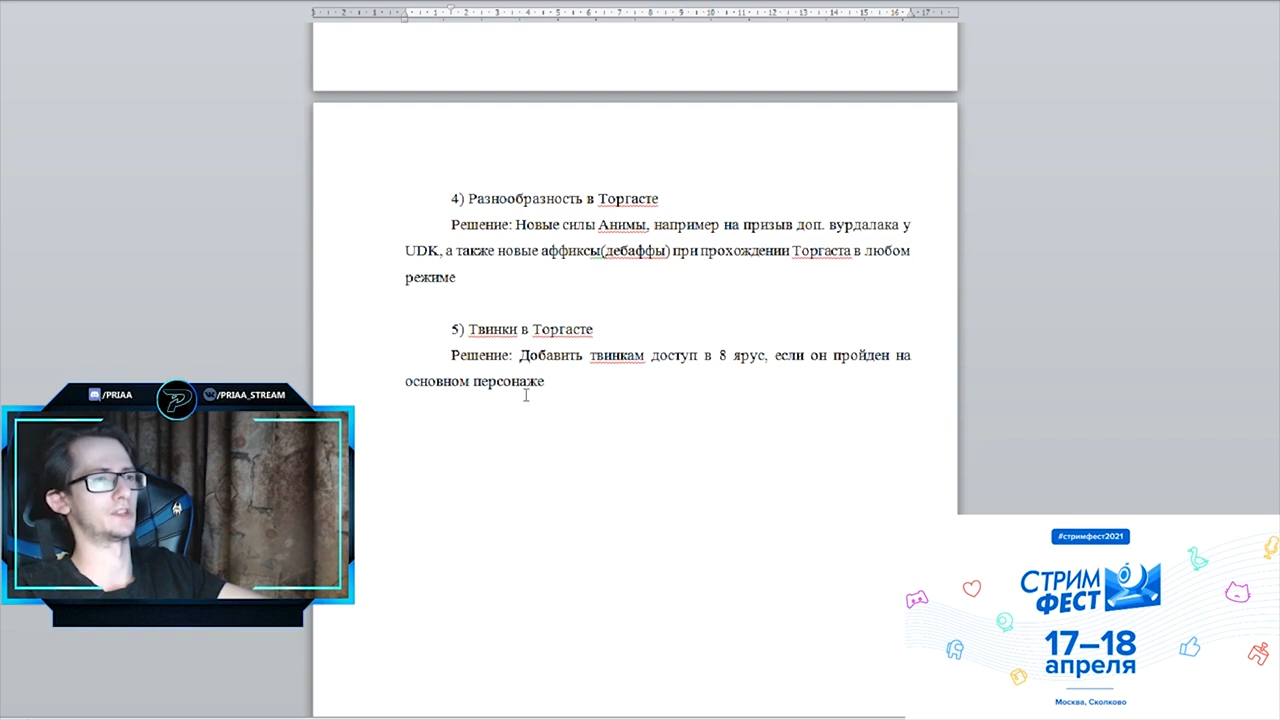 4) Разнообразность в Торгасте
Решение: Новые силы Анимы, например на призыв доп. вурдалака у
UDK, а также новые аффиксы(дебаффы) при прохождении Торгаста в любом
режиме
5) Твинки в Торгасте
Решение: Добавить твинкам доступ в 8 ярус, если он пройден на
основном персонаже
/PRIAA
/PRIAA_STREAM
#стримфест2021
СТРИМ
ФЕСТ
17–18
апреля
Москва, Сколково